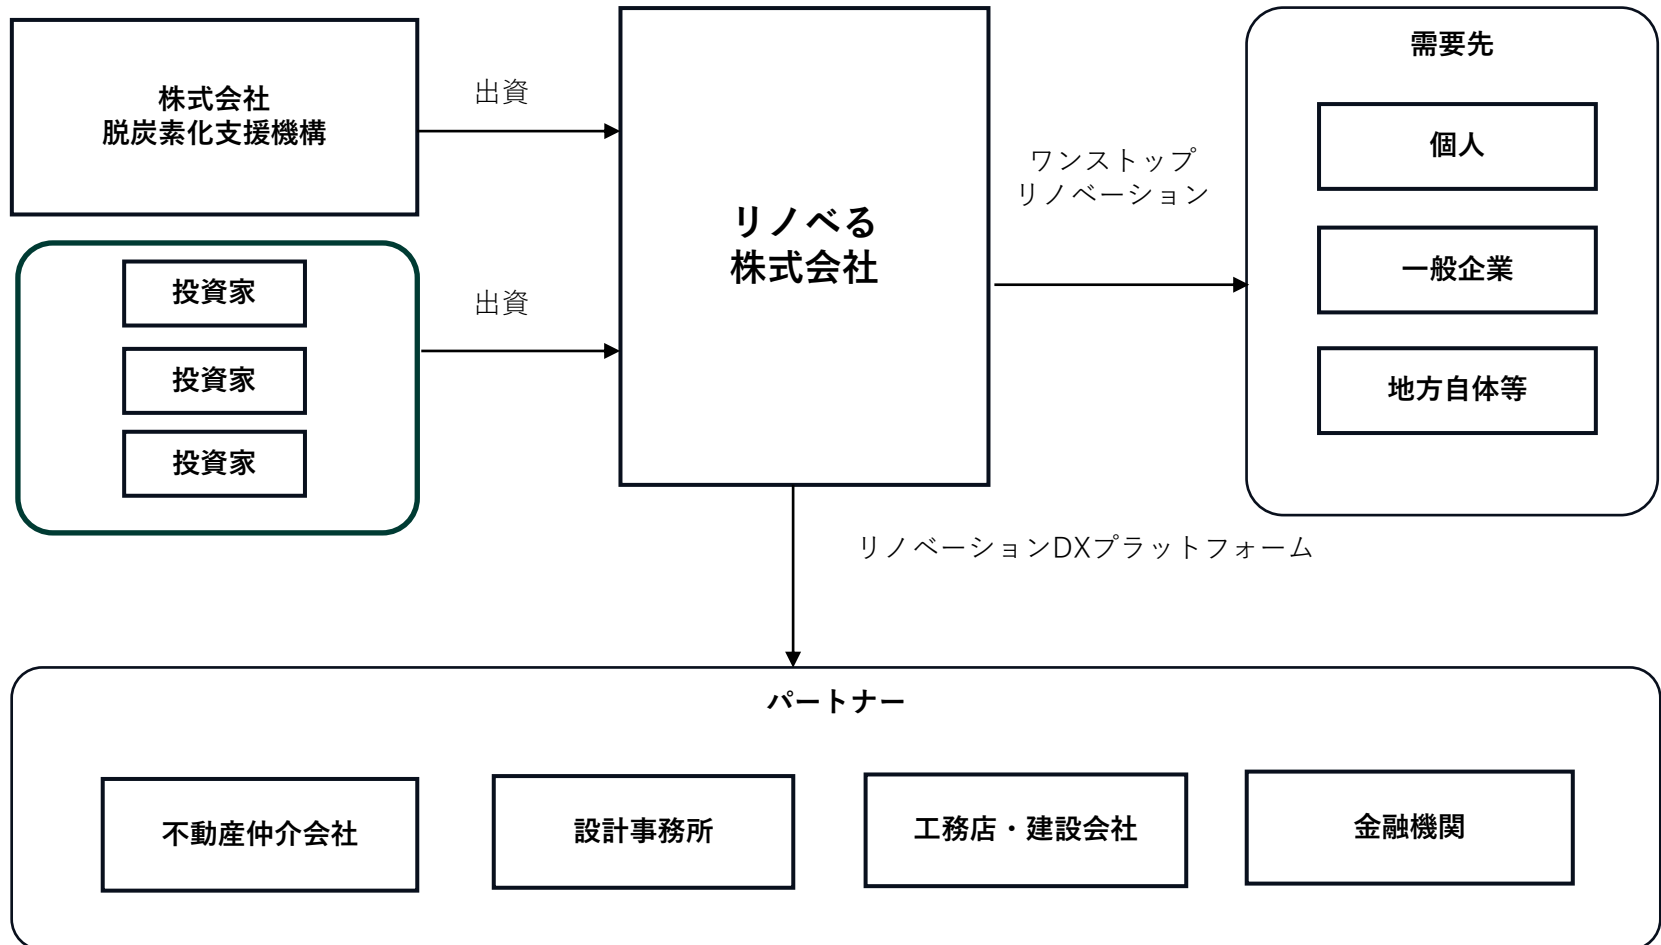 株式会社
脱炭素化支援機構
出資
投資家
投資家
投資家
出資
リノベる
株式会社
ワンストップ
リノベーション
需要先
個人
一般企業
地方自体等
リノベーションDXプラットフォーム
パートナー
不動産仲介会社
設計事務所
工務店・建設会社
金融機関